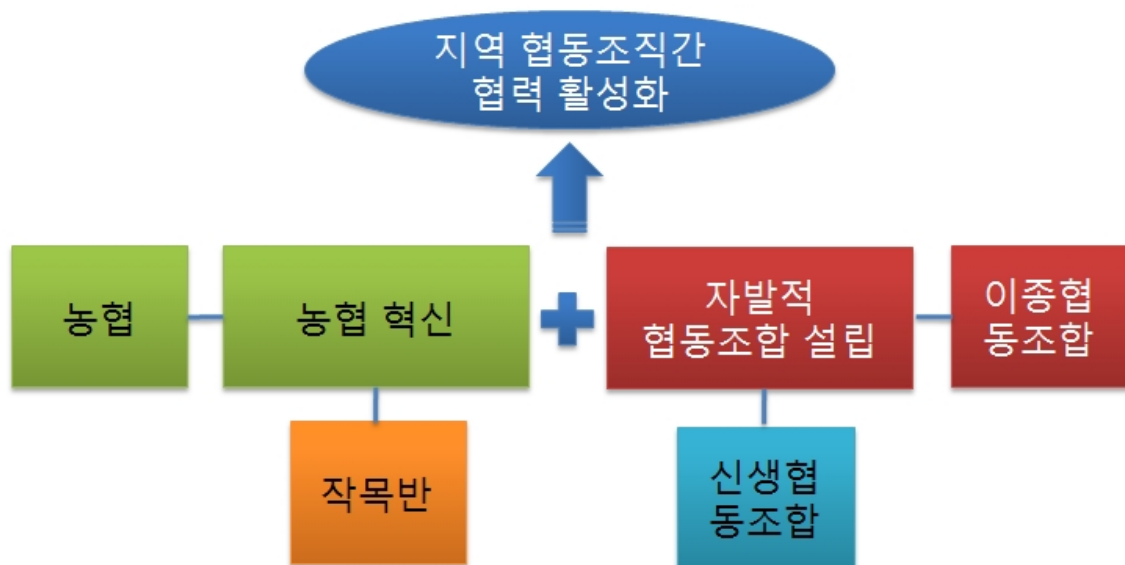 지역 협동조직간
협력 활성화
농협
농협 혁신
자발적
협동조합 설립
이종협
동조합
작목반
신생협
동조합